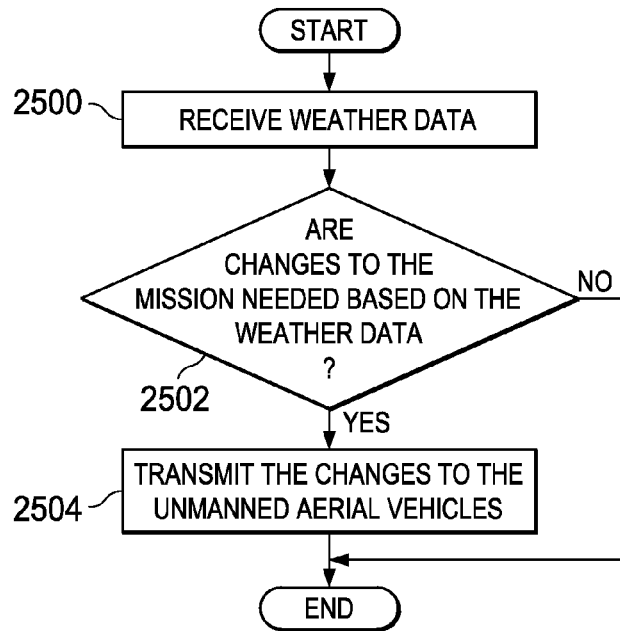 START
2500
RECEIVE WEATHER DATA
ARE
CHANGES TO THE
MISSION NEEDED BASED ON THE
WEATHER DATA
?
NO
2502
YES
2504
TRANSMIT THE CHANGES TO THE
UNMANNED AERIAL VEHICLES
END